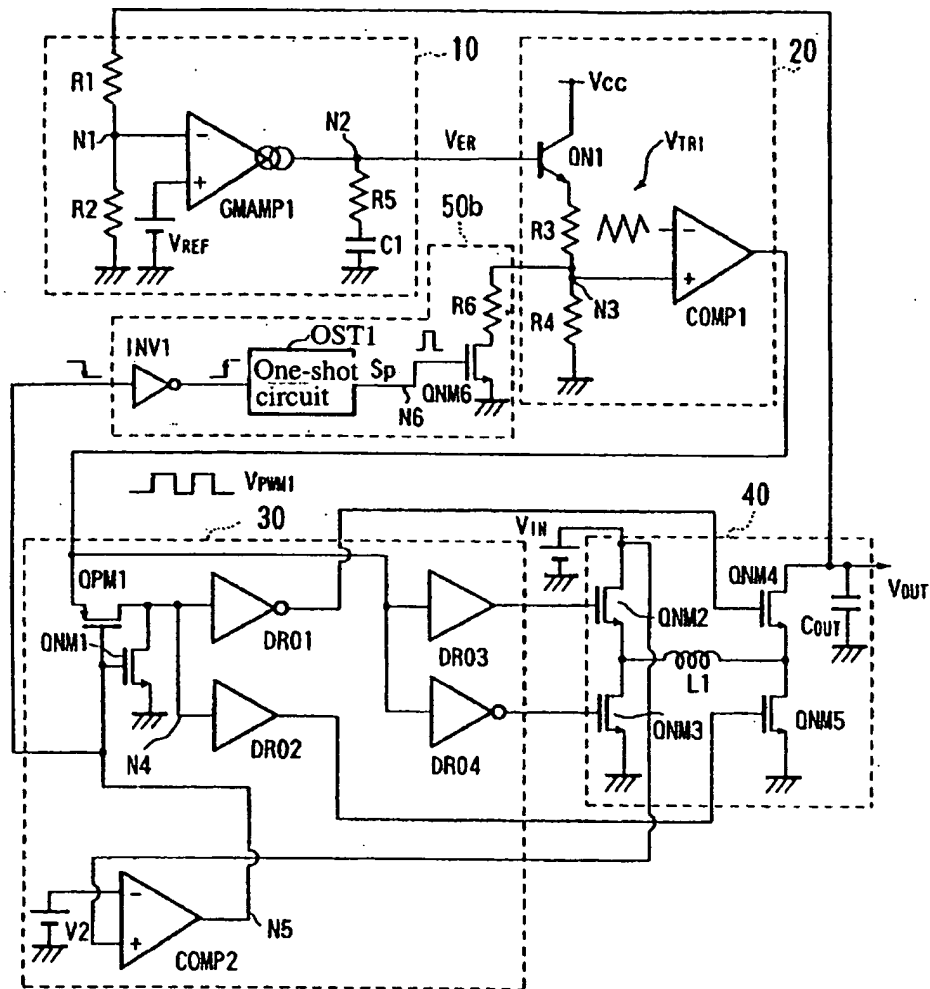 10
20
R1
N1
R2
VREF
GMAMP1
N2
VER
R5
C1
50b
Vcc
QN1
VTRI
R3
R4
N3
COMP1
R6
INV1
OST1
One-shot circuit
Sp
N6
QNM6
VPWM1
30
40
VIN
QPM1
QNM1
DR01
DR02
DR03
DR04
N4
QNM2
QNM3
L1
QNM4
QNM5
COUT
VOUT
V2
COMP2
N5